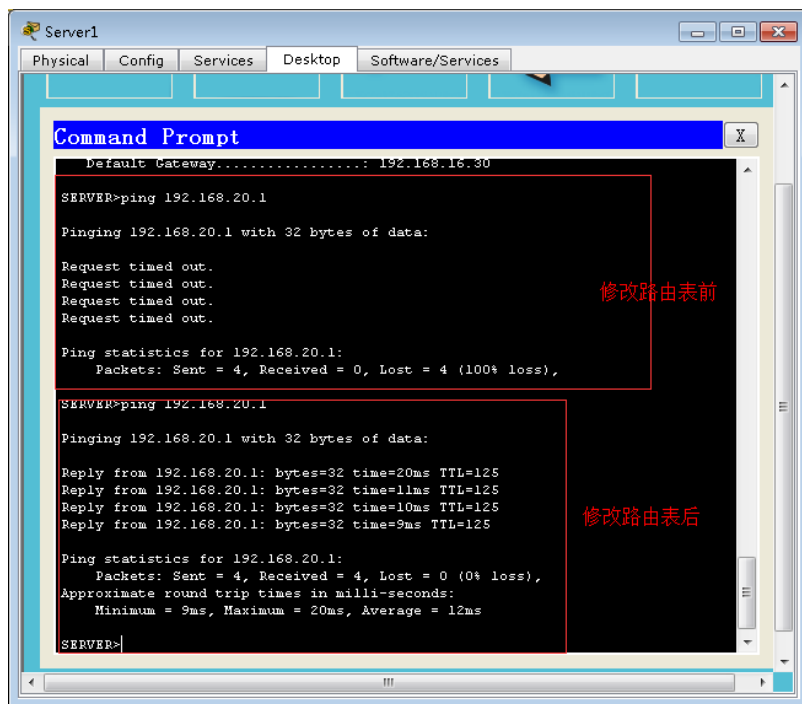 Server1
Physical Config Services Desktop Software/Services
Command Prompt X
Default Gateway.................: 192.168.16.30
SERVER>ping 192.168.20.1
Pinging 192.168.20.1 with 32 bytes of data:
Request timed out.
Request timed out.
Request timed out.
Request timed out.
修改路由表前
Ping statistics for 192.168.20.1:
Packets: Sent = 4, Received = 0, Lost = 4 (100% loss),
SERVER>ping 192.168.20.1
Pinging 192.168.20.1 with 32 bytes of data:
Reply from 192.168.20.1: bytes=32 time=20ms TTL=125
Reply from 192.168.20.1: bytes=32 time=11ms TTL=125
Reply from 192.168.20.1: bytes=32 time=10ms TTL=125
Reply from 192.168.20.1: bytes=32 time=9ms TTL=125
修改路由表后
Ping statistics for 192.168.20.1:
Packets: Sent = 4, Received = 4, Lost = 0 (0% loss),
Approximate round trip times in milli-seconds:
Minimum = 9ms, Maximum = 20ms, Average = 12ms
SERVER>